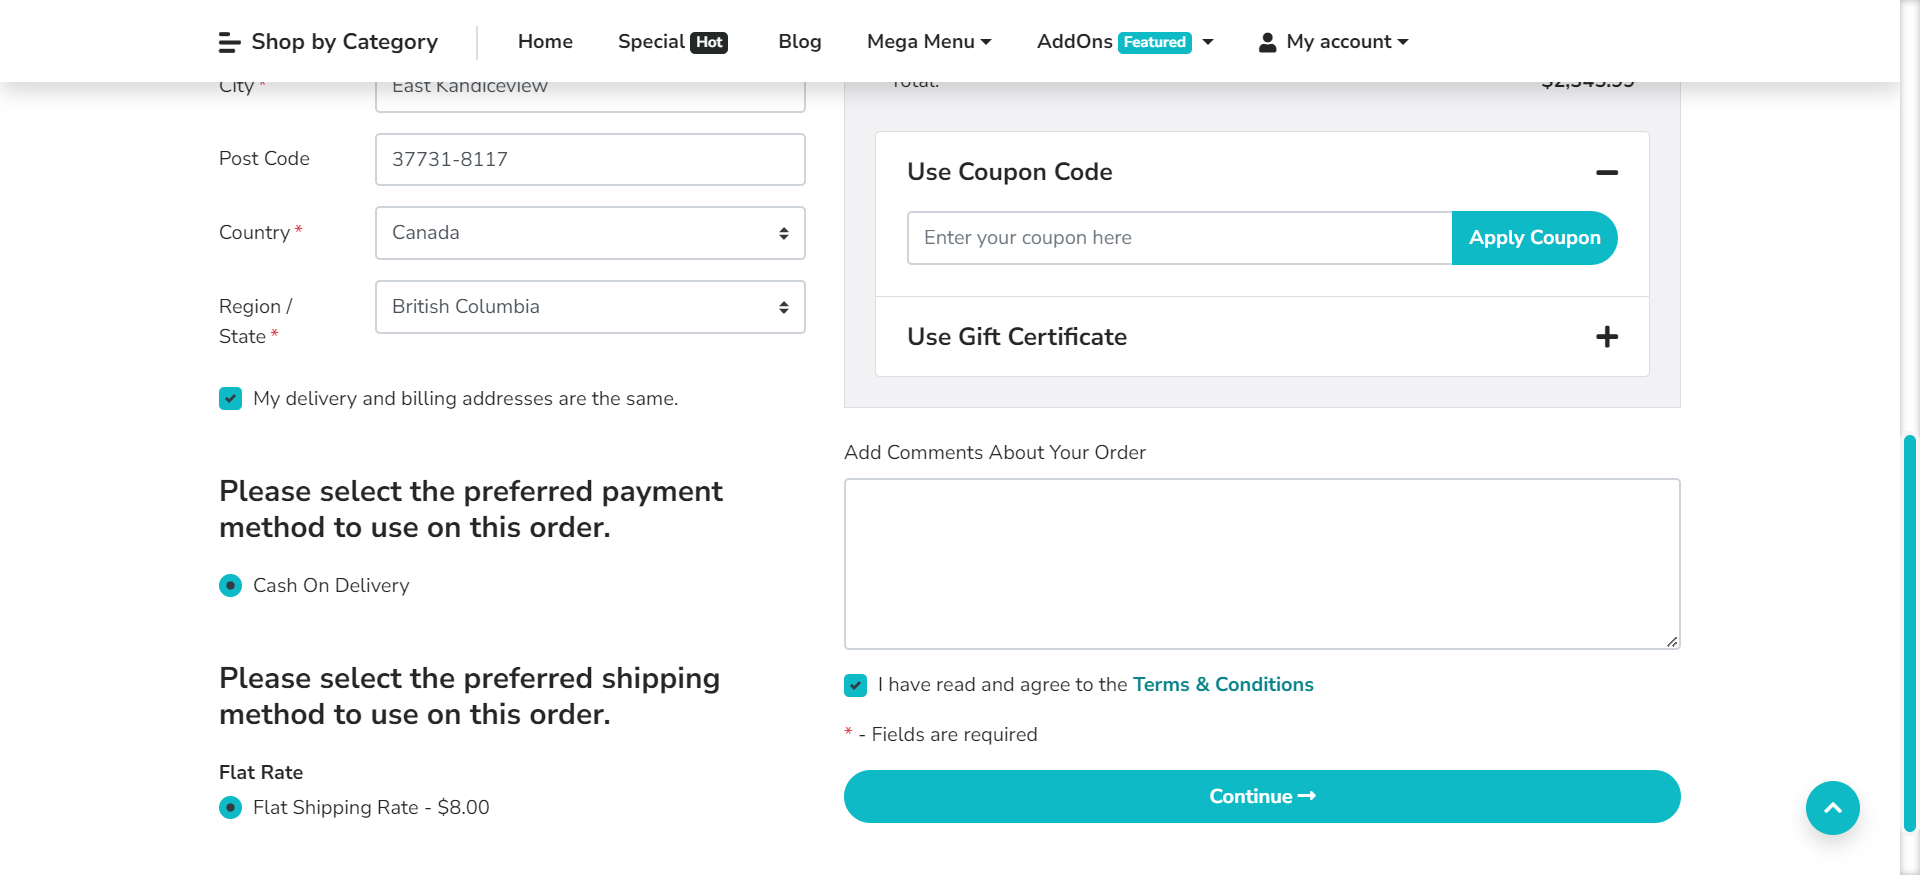 Shop by Category
Home
Special Hot
Blog
Mega Menu
AddOns Featured
My account
City *
East Kandiceview
Post Code
37731-8117
Country *
Canada
Region /
State *
British Columbia
My delivery and billing addresses are the same.
Please select the preferred payment
method to use on this order.
Cash On Delivery
Please select the preferred shipping
method to use on this order.
Flat Rate
Flat Shipping Rate - $8.00
Total:
Use Coupon Code
Enter your coupon here
Apply Coupon
Use Gift Certificate
Add Comments About Your Order
I have read and agree to the Terms & Conditions
* - Fields are required
Continue